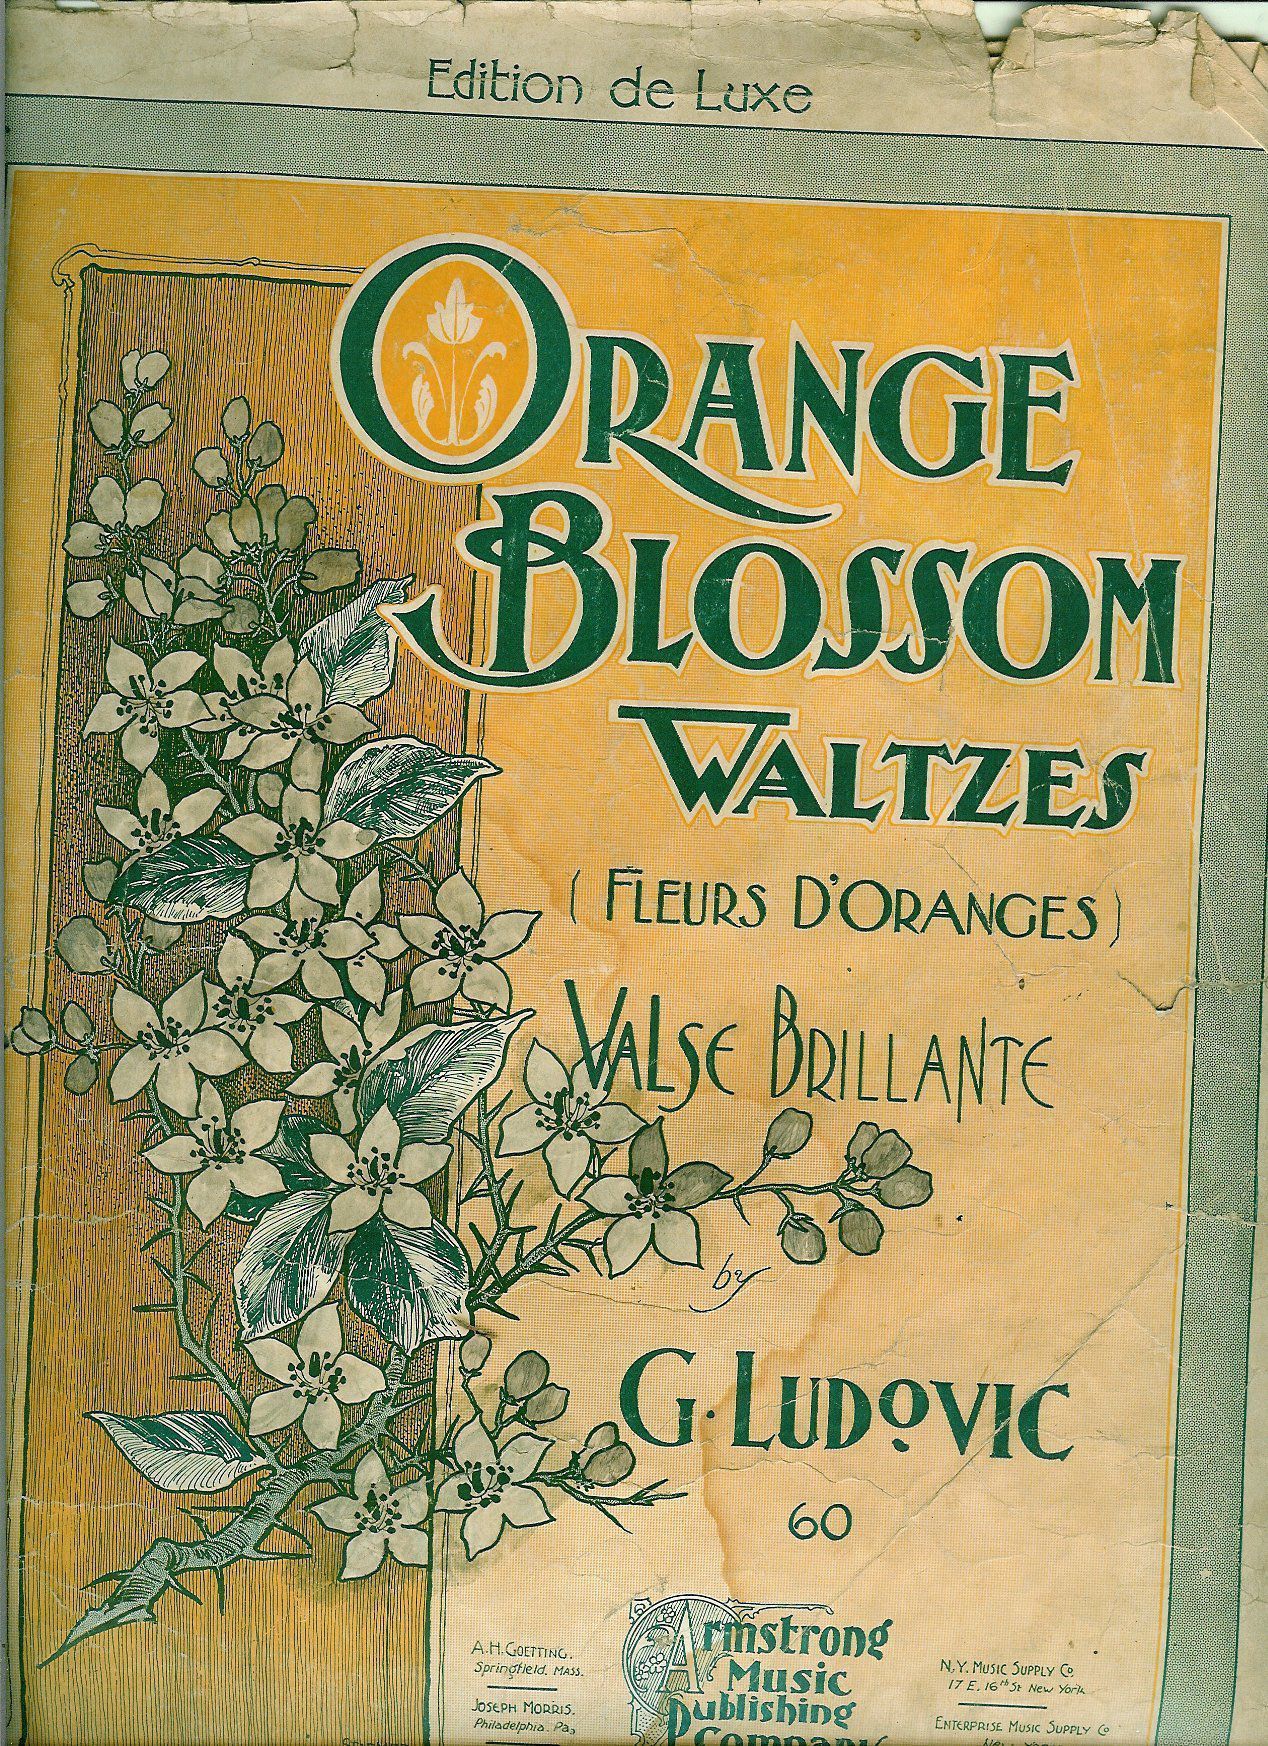 Edition de Luxe
ORANGE
BLOSSOM
WALTZES
( FLEURS D'ORANGES )
VALSE BRILLANTE
by
G. LUDOVIC
60
A.H. GOETTING.
Springfield. MASS.
JOSEPH MORRIS.
Philadelphia. Pa,
Armstrong
Music
Publishing
Company
N.Y. MUSIC SUPPLY Co.
17 E. 16th St New York
ENTERPRISE MUSIC SUPPLY Co